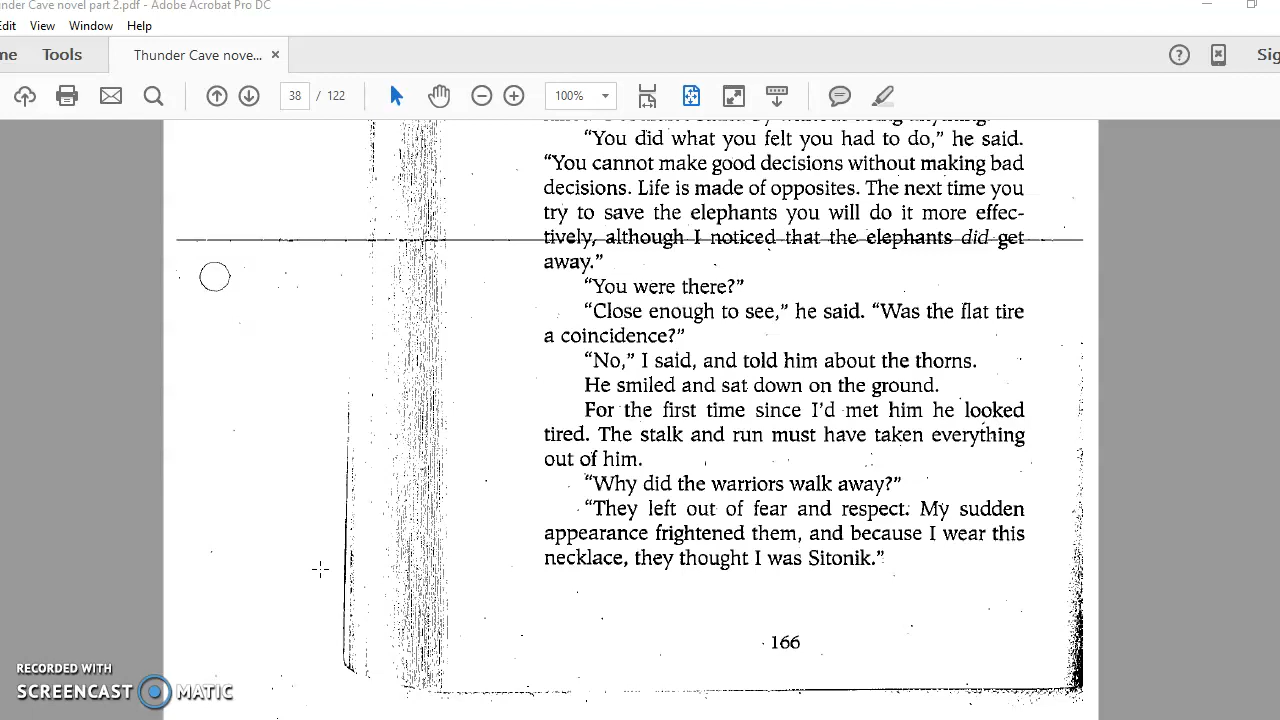 under Cave novel part 2.pdf - Adobe Acrobat Pro DC
Edit View Window Help
me Tools Thunder Cave nove... × Sig
38 / 122 100%
"You did what you felt you had to do," he said.
"You cannot make good decisions without making bad
decisions. Life is made of opposites. The next time you
try to save the elephants you will do it more effec-
tively, although I noticed that the elephants did get
away."
"You were there?"
"Close enough to see," he said. "Was the flat tire
a coincidence?"
"No," I said, and told him about the thorns.
He smiled and sat down on the ground.
For the first time since I'd met him he looked
tired. The stalk and run must have taken everything
out of him.
"Why did the warriors walk away?"
"They left out of fear and respect. My sudden
appearance frightened them, and because I wear this
necklace, they thought I was Sitonik."
166
RECORDED WITH
SCREENCAST MATIC